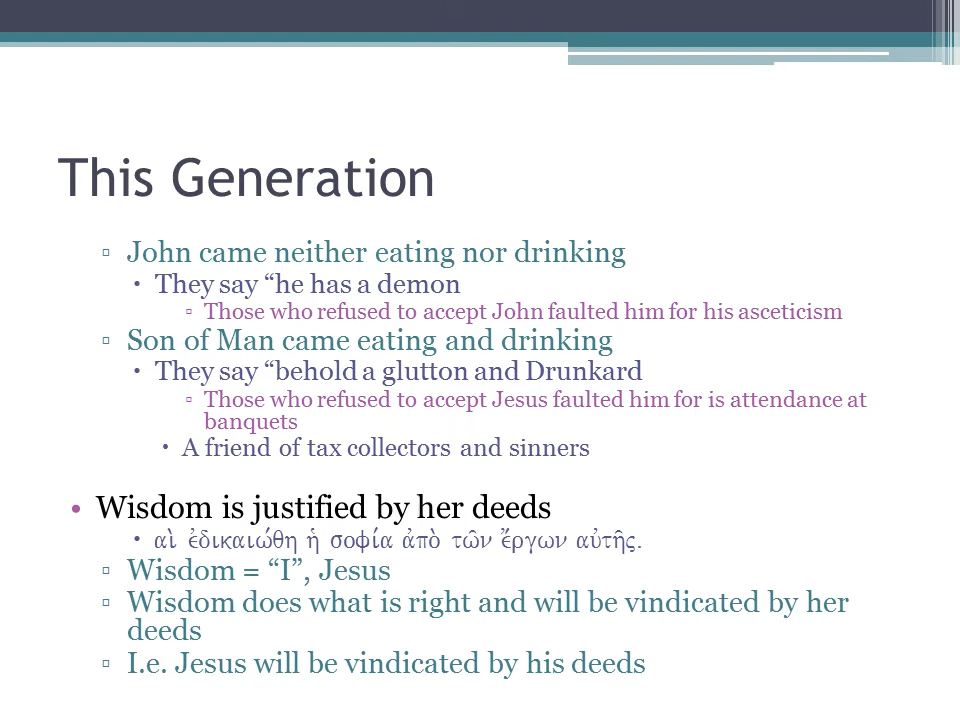 This Generation
▫ John came neither eating nor drinking
▪ They say “he has a demon
▫ Those who refused to accept John faulted him for his asceticism
▫ Son of Man came eating and drinking
▪ They say “behold a glutton and Drunkard
▫ Those who refused to accept Jesus faulted him for is attendance at
banquets
▪ A friend of tax collectors and sinners
• Wisdom is justified by her deeds
▪ αὶ ἐδικαιώθη ἡ σοφία ἀπὸ τῶν ἔργων αὐτῆς.
▫ Wisdom = “I”, Jesus
▫ Wisdom does what is right and will be vindicated by her
deeds
▫ I.e. Jesus will be vindicated by his deeds